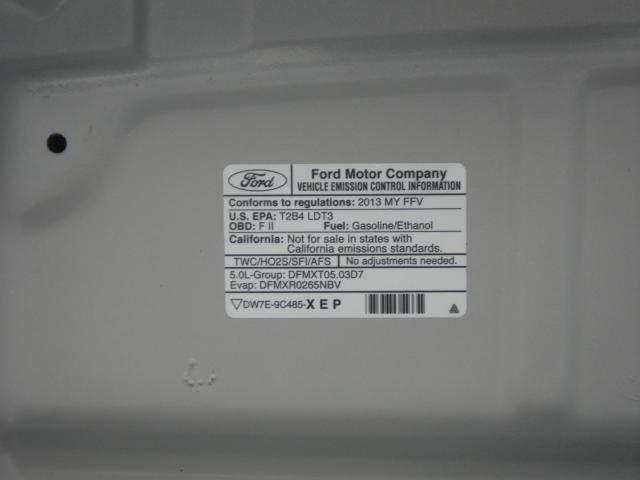 Ford
Ford Motor Company
VEHICLE EMISSION CONTROL INFORMATION
Conforms to regulations: 2013 MY FFV
U.S. EPA: T2B4 LDT3
OBD: F II Fuel: Gasoline/Ethanol
California: Not for sale in states with
California emissions standards.
TWC/HO2S/SFI/AFS No adjustments needed.
5.0L-Group: DFMXT05.03D7
Evap: DFMXR0265NBV
DW7E-9C485-XEP